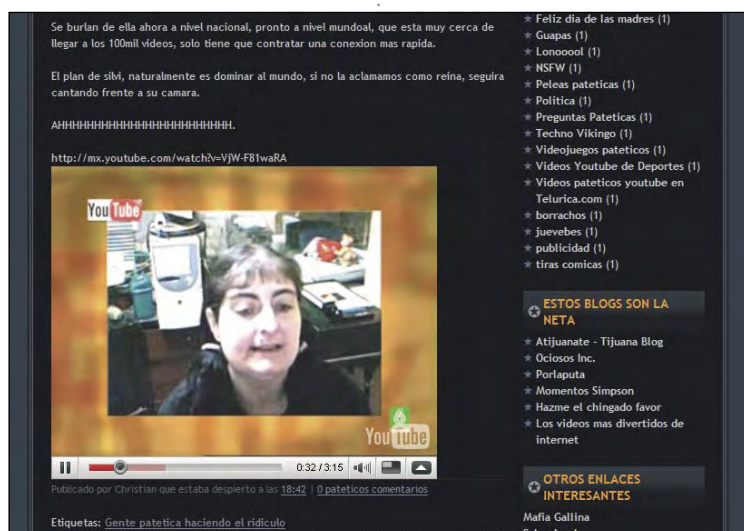 Se burlan de ella ahora a nivel nacional, pronto a nivel mundoal, que esta muy cerca de
llegar a los 100mil videos, solo tiene que contratar una conexion mas rapida.
El plan de silvi, naturalmente es dominar al mundo, si no la aclamamos como reina, seguira
cantando frente a su camara.
AHHHHHHHHHHHHHHHHHHHHHHHHH.
http://mx.youtube.com/watch?v=VjW-F81waRA
YouTube
6
YouTube
0:32 / 3:15
Publicado por Christian que estaba despierto a las 18:42 | 0 pateticos comentarios
Etiquetas: Gente patetica haciendo el ridiculo
Feliz dia de las madres (1)
Guapas (1)
Lonooool (1)
NSFW (1)
Peleas pateticas (1)
Politica (1)
Preguntas Pateticas (1)
Techno Vikingo (1)
Videojuegos pateticos (1)
Videos Youtube de Deportes (1)
Videos pateticos youtube en
Telurica.com (1)
borrachos (1)
juevebes (1)
publicidad (1)
tiras comicas (1)
ESTOS BLOGS SON LA
NETA
Atijuanate - Tijuana Blog
Ociosos Inc.
Porlaputa
Momentos Simpson
Hazme el chingado favor
Los videos mas divertidos de
internet
OTROS ENLACES
INTERESANTES
Mafia Gallina